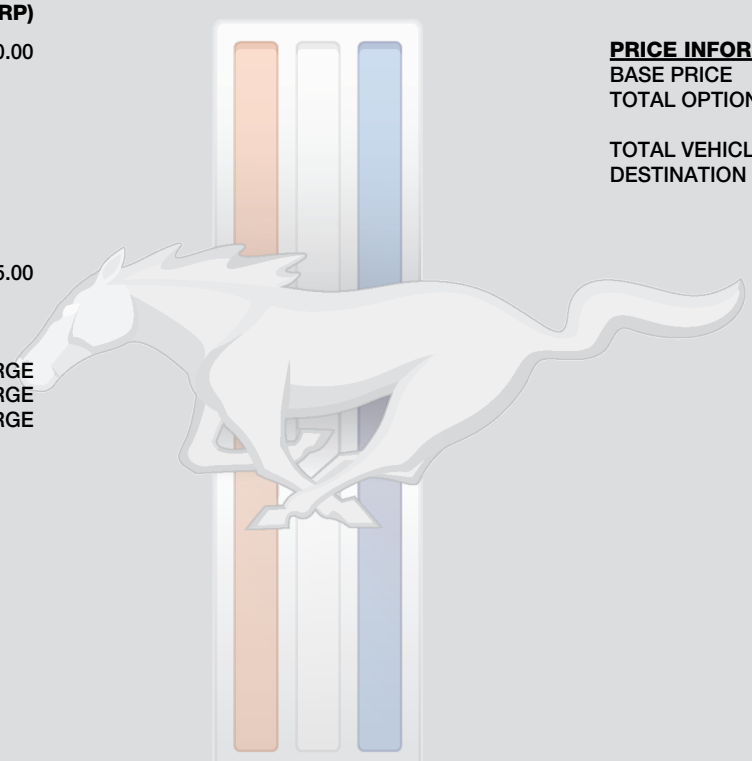 RP)
0.00
5.00
RGE
RGE
RGE
PRICE INFOR
BASE PRICE
TOTAL OPTION
TOTAL VEHICL
DESTINATION